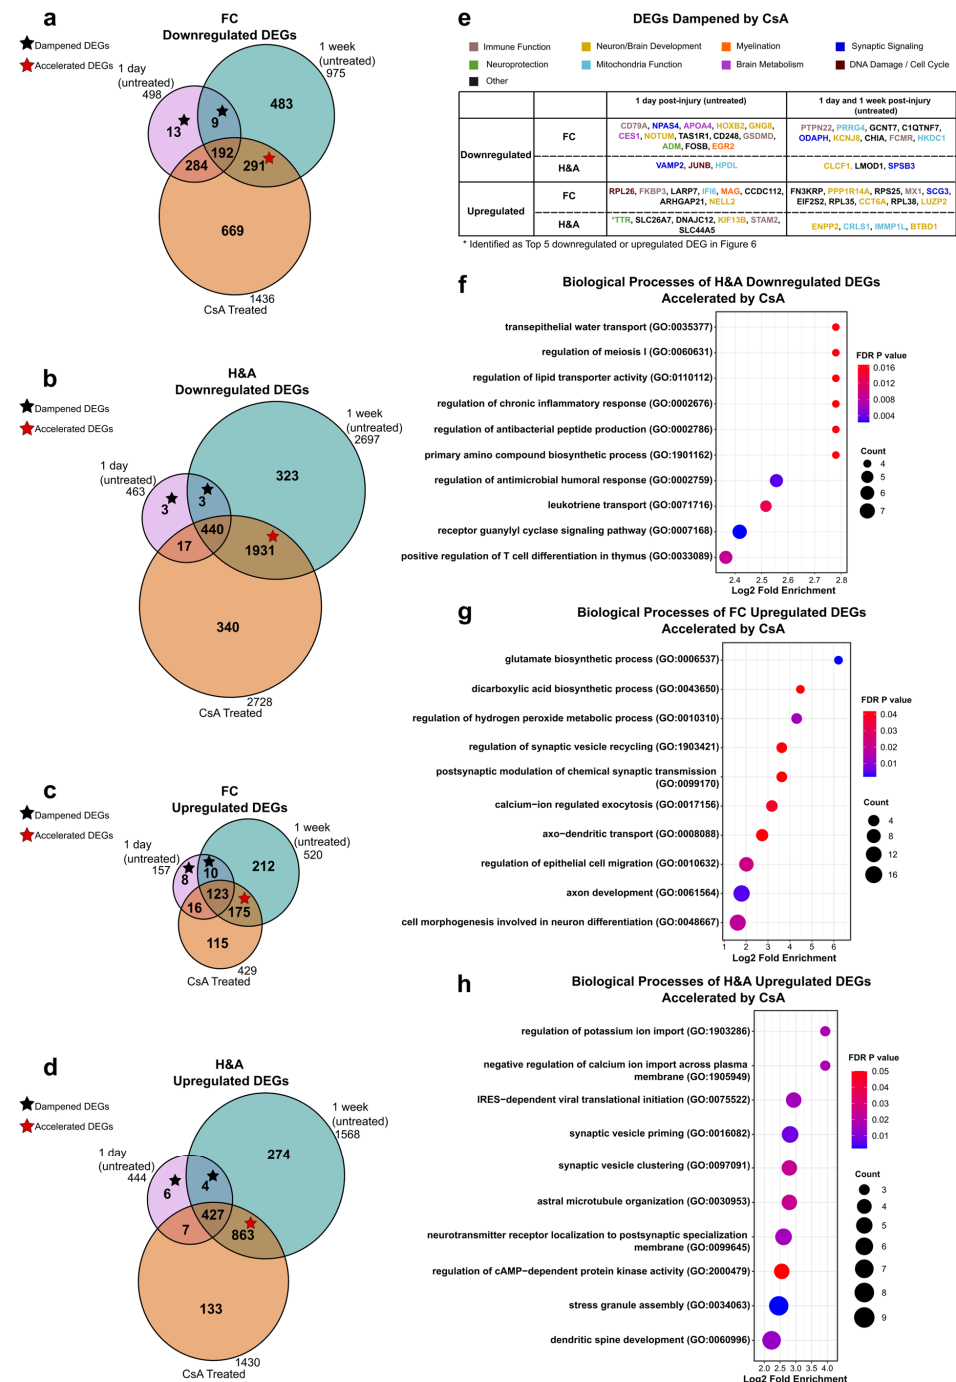 a
FC
Downregulated DEGs
Dampened DEGs
Accelerated DEGs
1 week
(untreated)
975
1 day
(untreated)
498
483
13
9
192
284
291
669
1436
CsA Treated
b
H&A
Downregulated DEGs
Dampened DEGs
Accelerated DEGs
1 week
(untreated)
2697
1 day
(untreated)
463
323
3
3
440
17
1931
340
2728
CsA Treated
c
FC
Upregulated DEGs
Dampened DEGs
Accelerated DEGs
1 week
(untreated)
520
1 day
(untreated)
157
212
8
10
123
16
175
115
429
CsA Treated
d
H&A
Upregulated DEGs
Dampened DEGs
Accelerated DEGs
1 week
(untreated)
1568
1 day
(untreated)
444
274
6
4
427
7
863
133
1430
CsA Treated
e
DEGs Dampened by CsA
Immune Function
Neuron/Brain Development
Myelination
Synaptic Signaling
Neuroprotection
Mitochondria Function
Brain Metabolism
DNA Damage / Cell Cycle
Other
1 day post-injury (untreated)
1 day and 1 week post-injury
(untreated)
Downregulated
FC
CD79A, NPAS4, APOA4, HOXB2, GNG8,
CES1, NOTUM, TAS1R1, CD248, GSDMD,
ADM, FOSB, EGR2
PTPN22, PRRG4, GCNT7, C1QTNF7,
ODAPH, KCNJ8, CHIA, FCMR, HKDC1
H&A
VAMP2, JUNB, HPDL
CLCF1, LMOD1, SPSB3
Upregulated
FC
RPL26, FKBP3, LARP7, IFI6, MAG, CCDC112,
ARHGAP21, NELL2
FN3KRP, PPP1R14A, RPS25, MX1, SCG3,
EIF2S2, RPL35, CCT6A, RPL38, LUZP2
H&A
*TTR, SLC26A7, DNAJC12, KIF13B, STAM2,
SLC44A5
ENPP2, CRLS1, IMMP1L, BTBD1
* Identified as Top 5 downregulated or upregulated DEG in Figure 6
f
Biological Processes of H&A Downregulated DEGs
Accelerated by CsA
transepithelial water transport (GO:0035377)
regulation of meiosis I (GO:0060631)
regulation of lipid transporter activity (GO:0110112)
regulation of chronic inflammatory response (GO:0002676)
regulation of antibacterial peptide production (GO:0002786)
primary amino compound biosynthetic process (GO:1901162)
regulation of antimicrobial humoral response (GO:0002759)
leukotriene transport (GO:0071716)
receptor guanylyl cyclase signaling pathway (GO:0007168)
positive regulation of T cell differentiation in thymus (GO:0033089)
2.4 2.5 2.6 2.7 2.8
Log2 Fold Enrichment
FDR P value
0.016
0.012
0.008
0.004
Count
4
5
6
7
g
Biological Processes of FC Upregulated DEGs
Accelerated by CsA
glutamate biosynthetic process (GO:0006537)
dicarboxylic acid biosynthetic process (GO:0043650)
regulation of hydrogen peroxide metabolic process (GO:0010310)
regulation of synaptic vesicle recycling (GO:1903421)
postsynaptic modulation of chemical synaptic transmission
(GO:0099170)
calcium−ion regulated exocytosis (GO:0017156)
axo−dendritic transport (GO:0008088)
regulation of epithelial cell migration (GO:0010632)
axon development (GO:0061564)
cell morphogenesis involved in neuron differentiation (GO:0048667)
1 2 3 4 5 6
Log2 Fold Enrichment
FDR P value
0.04
0.03
0.02
0.01
Count
4
8
12
16
h
Biological Processes of H&A Upregulated DEGs
Accelerated by CsA
regulation of potassium ion import (GO:1903286)
negative regulation of calcium ion import across plasma
membrane (GO:1905949)
IRES−dependent viral translational initiation (GO:0075522)
synaptic vesicle priming (GO:0016082)
synaptic vesicle clustering (GO:0097091)
astral microtubule organization (GO:0030953)
neurotransmitter receptor localization to postsynaptic specialization
membrane (GO:0099645)
regulation of cAMP−dependent protein kinase activity (GO:2000479)
stress granule assembly (GO:0034063)
dendritic spine development (GO:0060996)
2.0 2.5 3.0 3.5 4.0
Log2 Fold Enrichment
FDR P value
0.05
0.04
0.03
0.02
0.01
Count
3
4
5
6
7
8
9